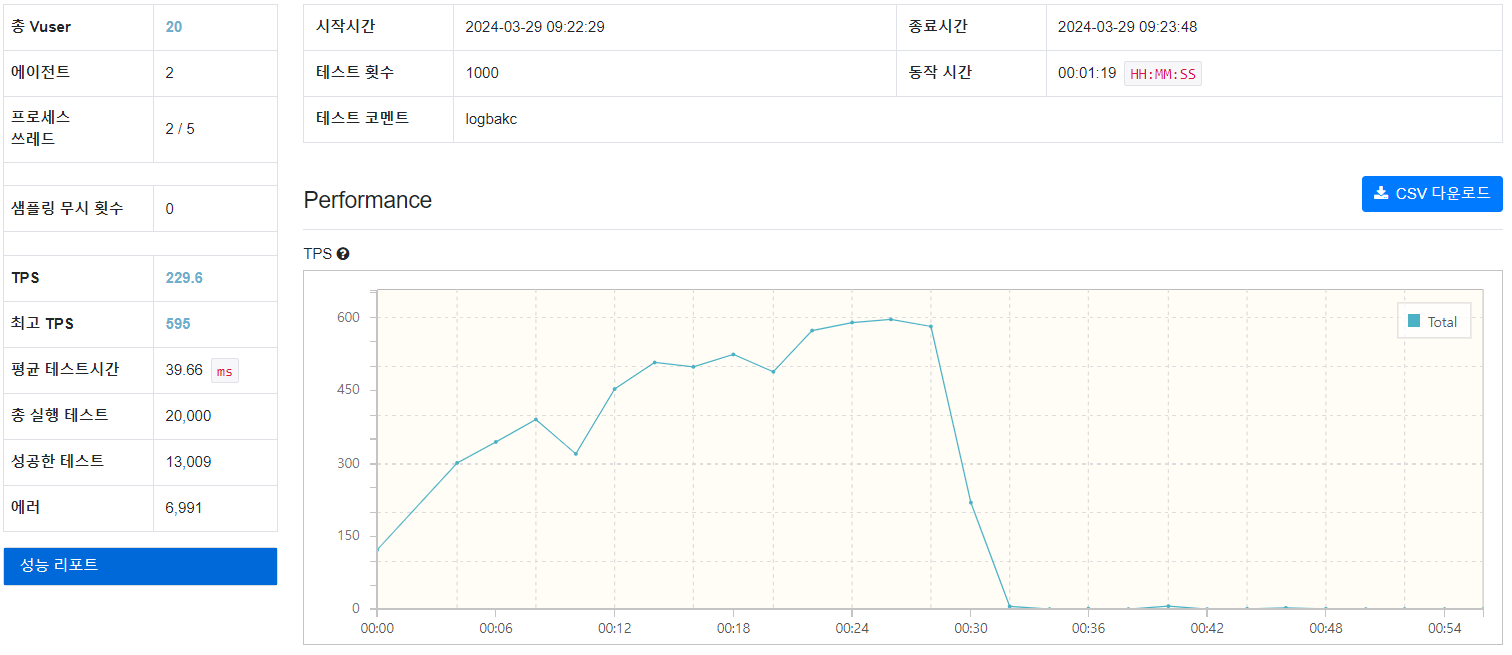 총 Vuser 20
에이전트 2
프로세스
쓰레드 2 / 5
샘플링 무시 횟수 0
TPS 229.6
최고 TPS 595
평균 테스트시간 39.66 ms
총 실행 테스트 20,000
성공한 테스트 13,009
에러 6,991
성능 리포트
시작시간 2024-03-29 09:22:29 종료시간 2024-03-29 09:23:48
테스트 횟수 1000 동작 시간 00:01:19 HH:MM:SS
테스트 코멘트 logbakc
Performance
CSV 다운로드
TPS ?
Total
600
450
300
150
0
00:00 00:06 00:12 00:18 00:24 00:30 00:36 00:42 00:48 00:54